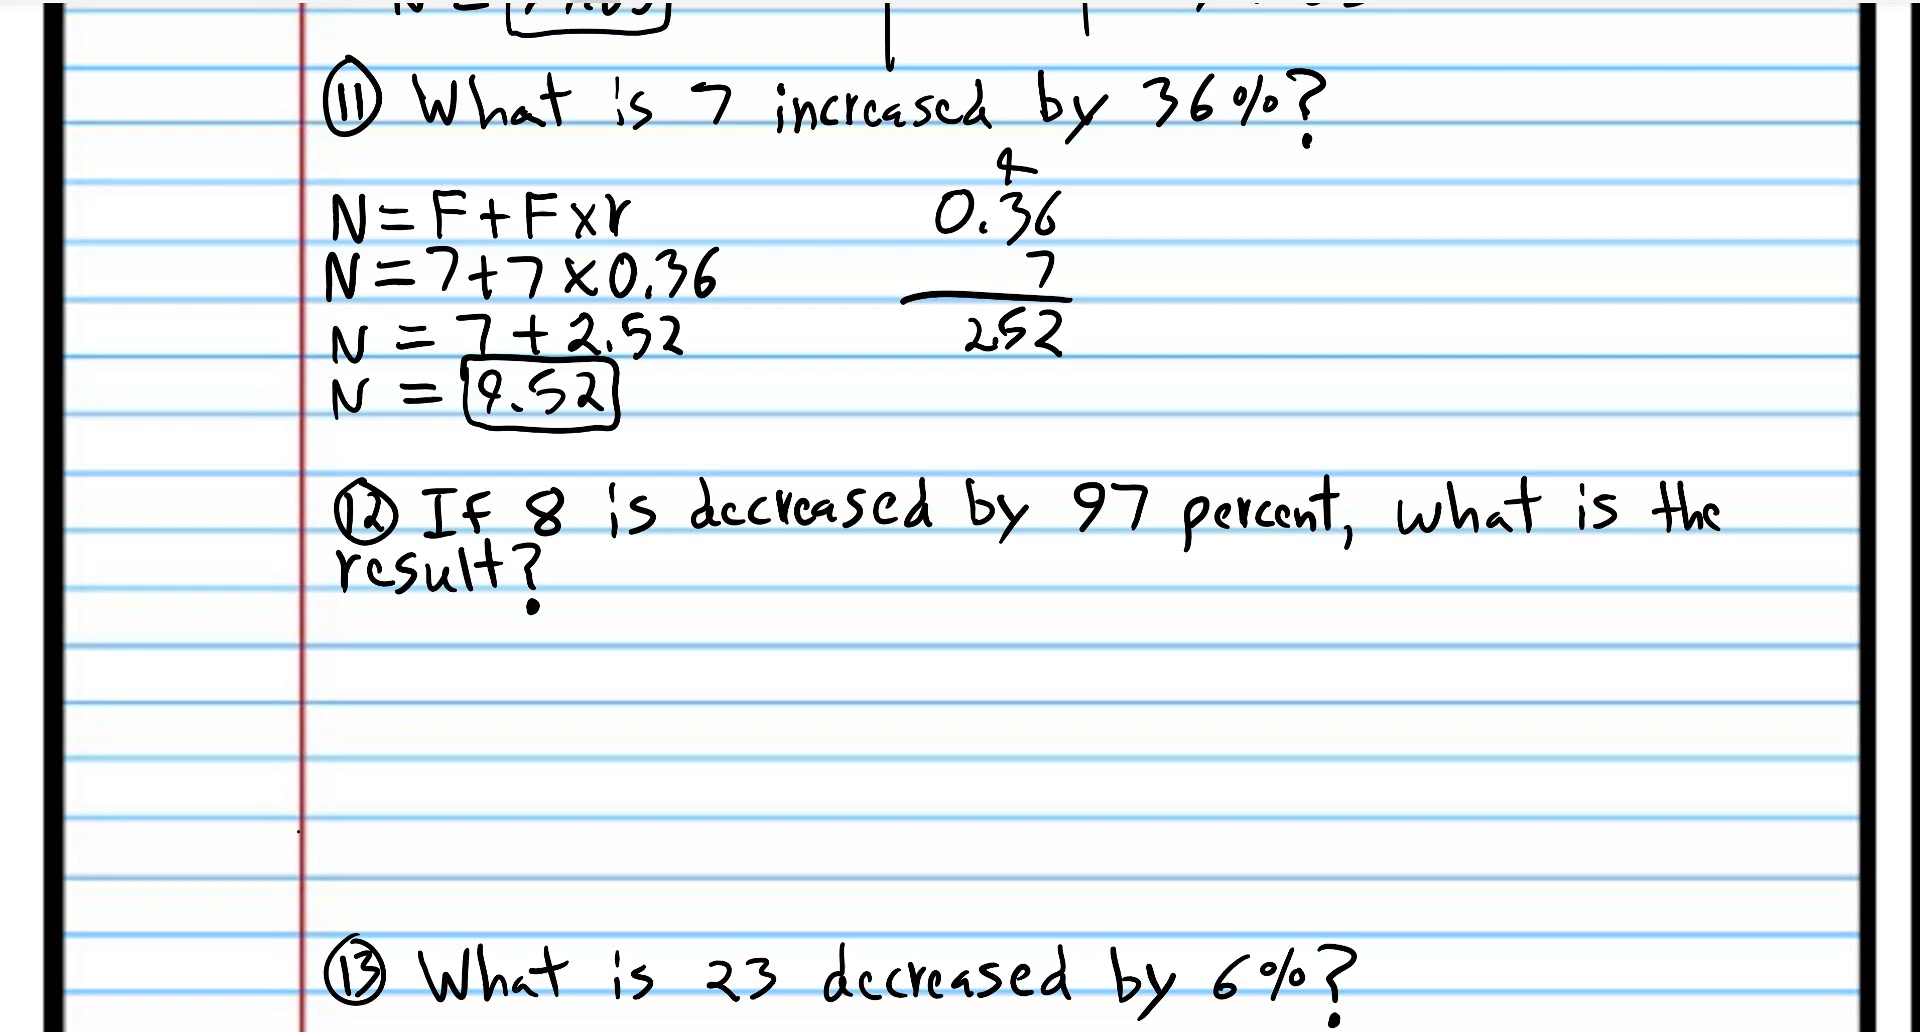 ⑪ What is 7 increased by 36%?
4
N = F + F x r 0.36
N = 7 + 7 x 0.36 7
N = 7 + 2.52 2.52
N = 9.52
⑫ If 8 is decreased by 97 percent, what is the
result?
⑬ What is 23 decreased by 6%?